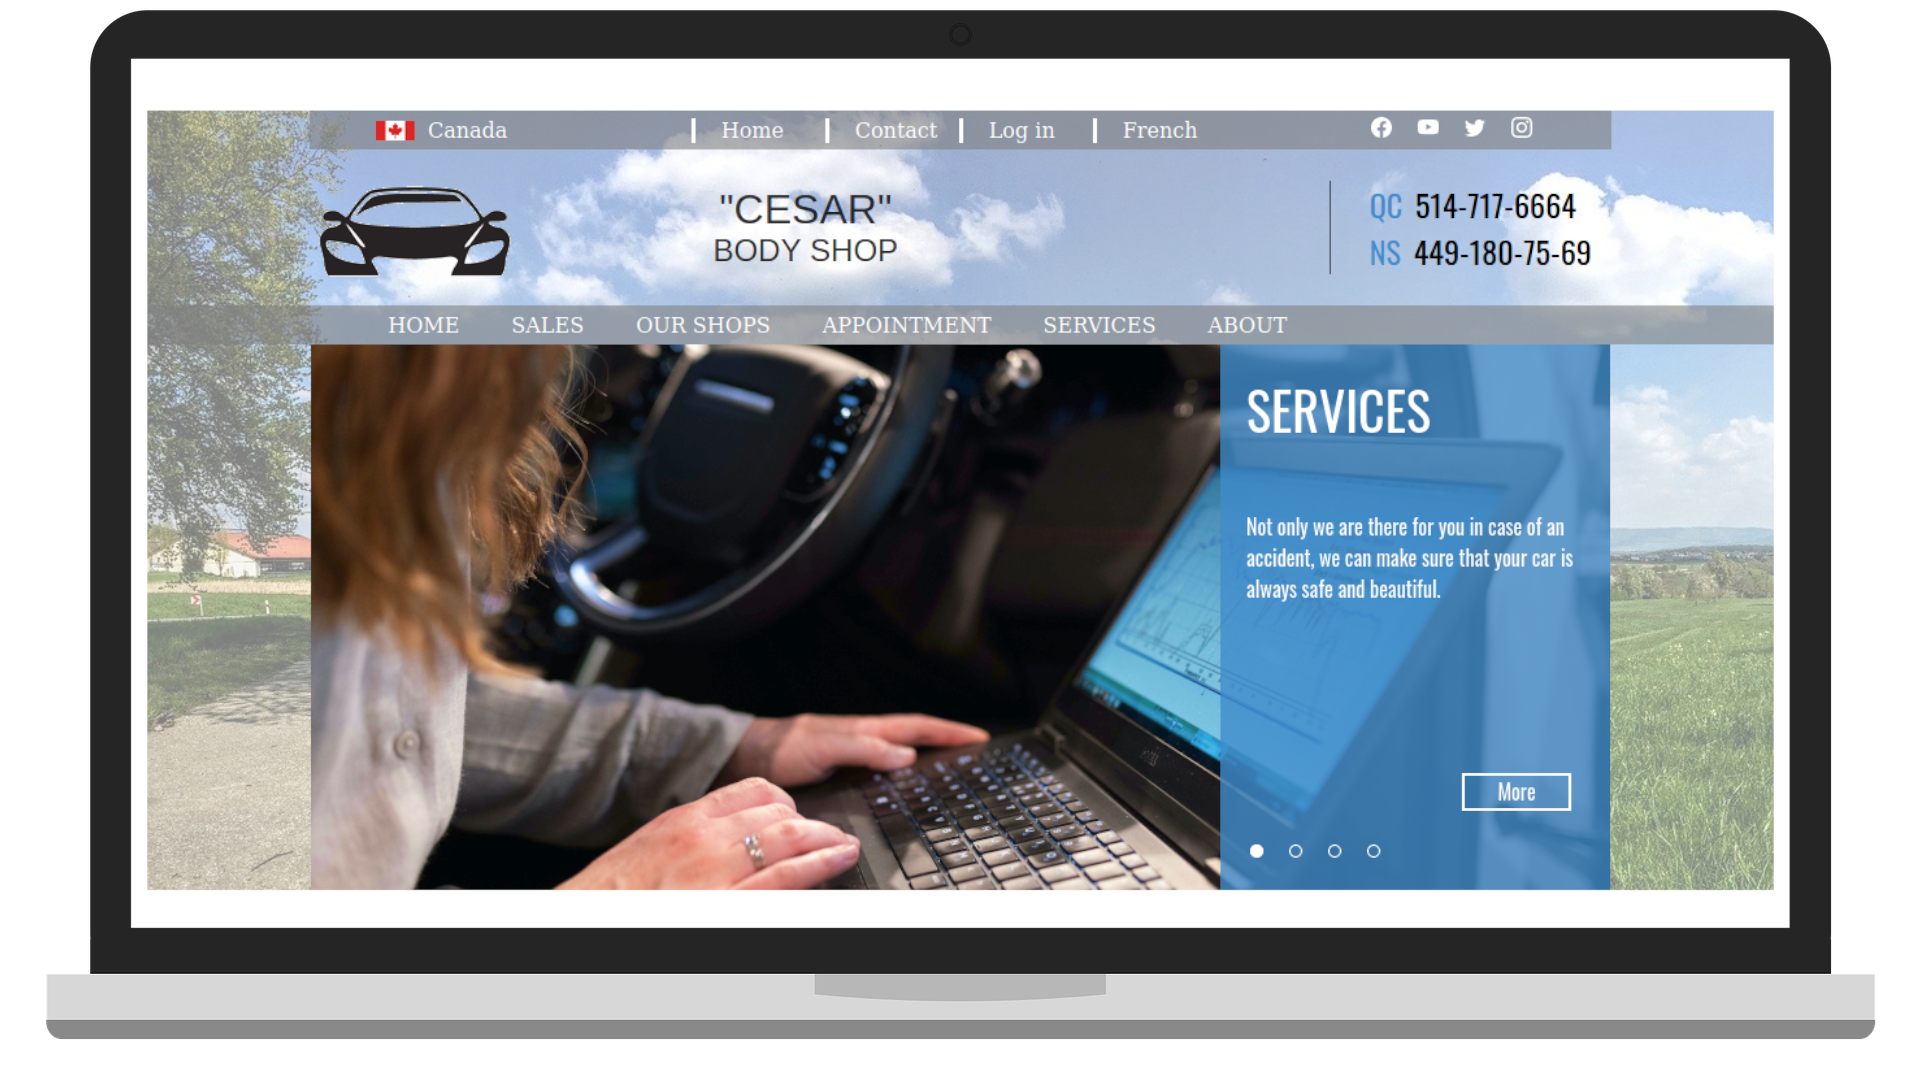 Canada | Home | Contact | Log in | French
"CESAR"
BODY SHOP
QC 514-717-6664
NS 449-180-75-69
HOME SALES OUR SHOPS APPOINTMENT SERVICES ABOUT
SERVICES
Not only we are there for you in case of an
accident, we can make sure that your car is
always safe and beautiful.
More